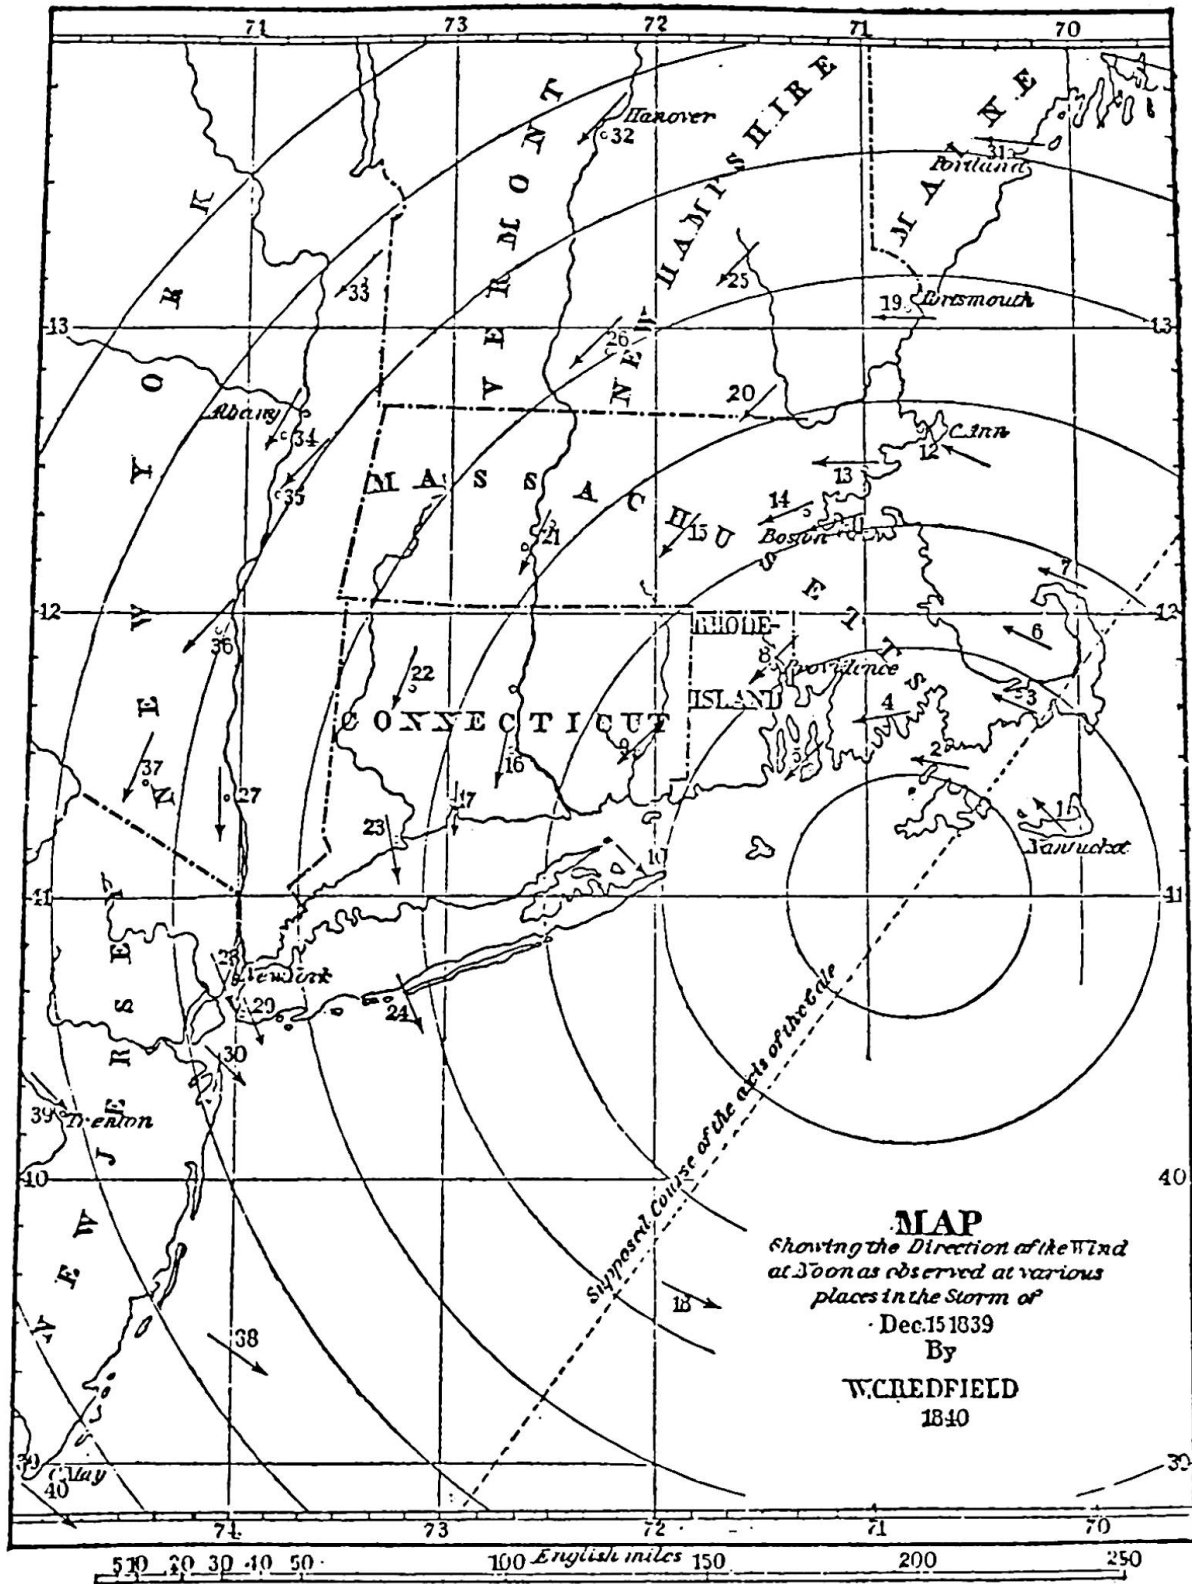 71 73 72 71 70
Hanover
32
VERMONT
NEW HAMPSHIRE
MAINE
31
Portland
NEW YORK
33
25
19
Portsmouth
13 13
26
20
Albany
34
35
C.Ann
12
13
MASSACHUSETTS
14
Boston
11
15
21
7
12 12
36
6
RHODE-
ISLAND
8
Providence
22
3
4
CONNECTICUT
5
2
16
37
27
17
23
1
Nantucket
10
41 41
28
New York
29
24
30
39
Trenton
NEW JERSEY
40 40
Supposed Course of the axis of the Gale
18
38
MAP
Showing the Direction of the Wind
at Noon as observed at various
places in the Storm of
Dec. 15 1839
By
W.C.REDFIELD
1840
39 39
C.May
40
74 73 72 71 70
5 10 20 30 40 50 100 English miles 150 200 250